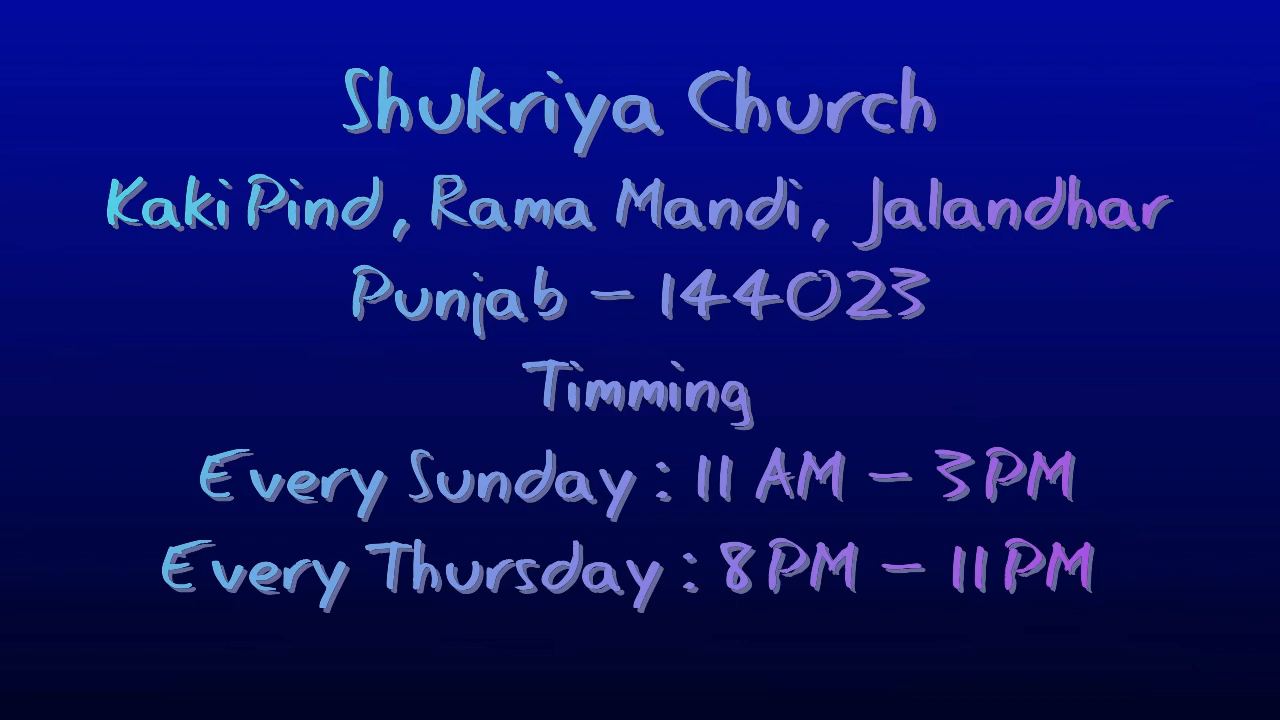 Shukriya Church
Kaki Pind, Rama Mandi, Jalandhar
Punjab - 144023
Timming
Every Sunday : 11 AM - 3PM
Every Thursday : 8PM - 11PM